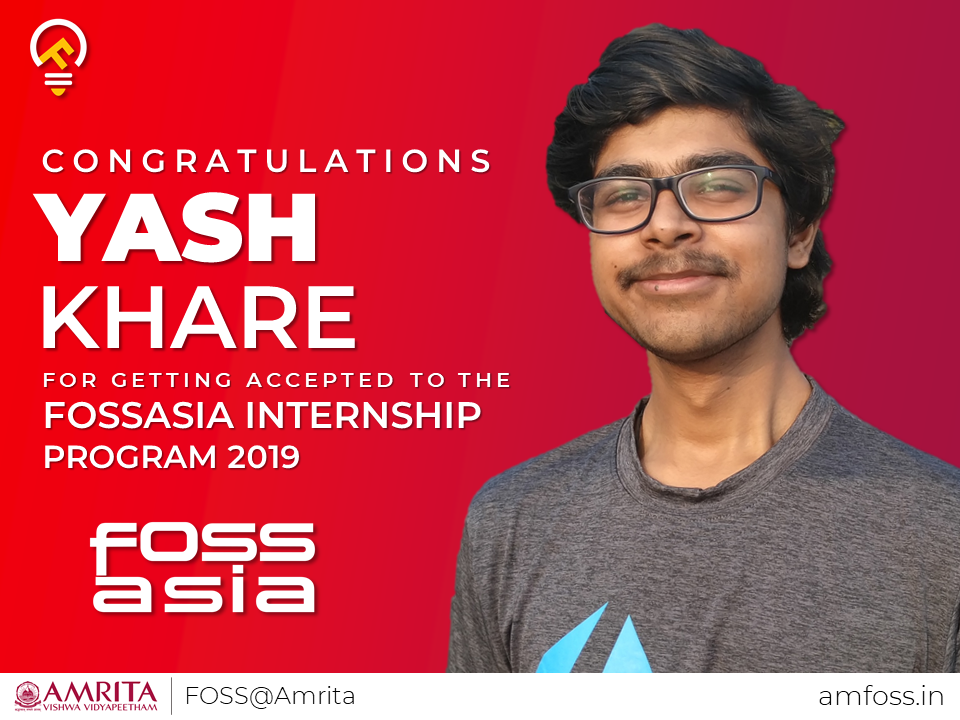 CONGRATULATIONS
YASH
KHARE
FOR GETTING ACCEPTED TO THE
FOSSASIA INTERNSHIP
PROGRAM 2019
foss
asia
AMRITA
VISHWA VIDYAPEETHAM
FOSS@Amrita
amfoss.in